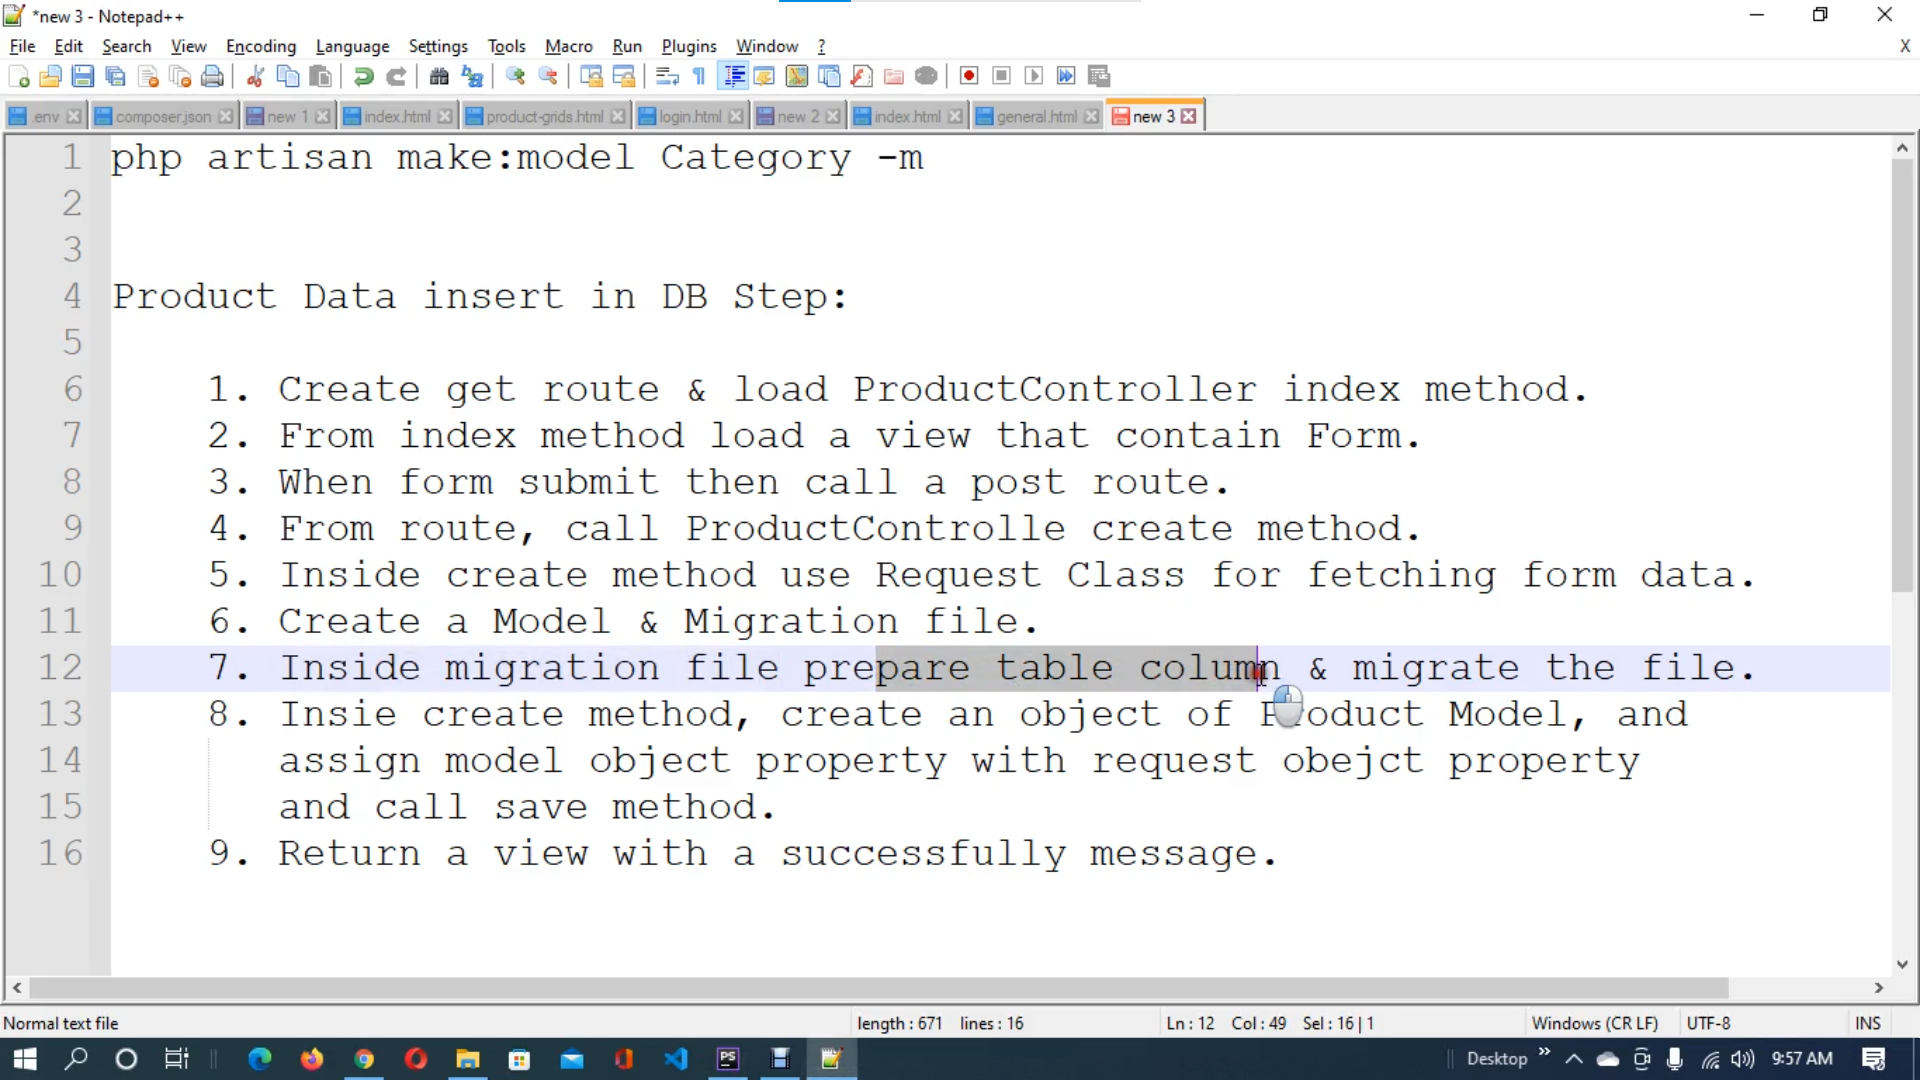 *new 3 - Notepad++
File Edit Search View Encoding Language Settings Tools Macro Run Plugins Window ? X
.env composer.json new 1 index.html product-grids.html login.html new 2 index.html general.html new 3
1 php artisan make:model Category -m
2
3
4 Product Data insert in DB Step:
5
6 1. Create get route & load ProductController index method.
7 2. From index method load a view that contain Form.
8 3. When form submit then call a post route.
9 4. From route, call ProductControlle create method.
10 5. Inside create method use Request Class for fetching form data.
11 6. Create a Model & Migration file.
12 7. Inside migration file prepare table column & migrate the file.
13 8. Insie create method, create an object of Product Model, and
14 assign model object property with request obejct property
15 and call save method.
16 9. Return a view with a successfully message.
Normal text file length : 671 lines : 16 Ln : 12 Col : 49 Sel : 16 | 1 Windows (CR LF) UTF-8 INS
PS Desktop 9:57 AM